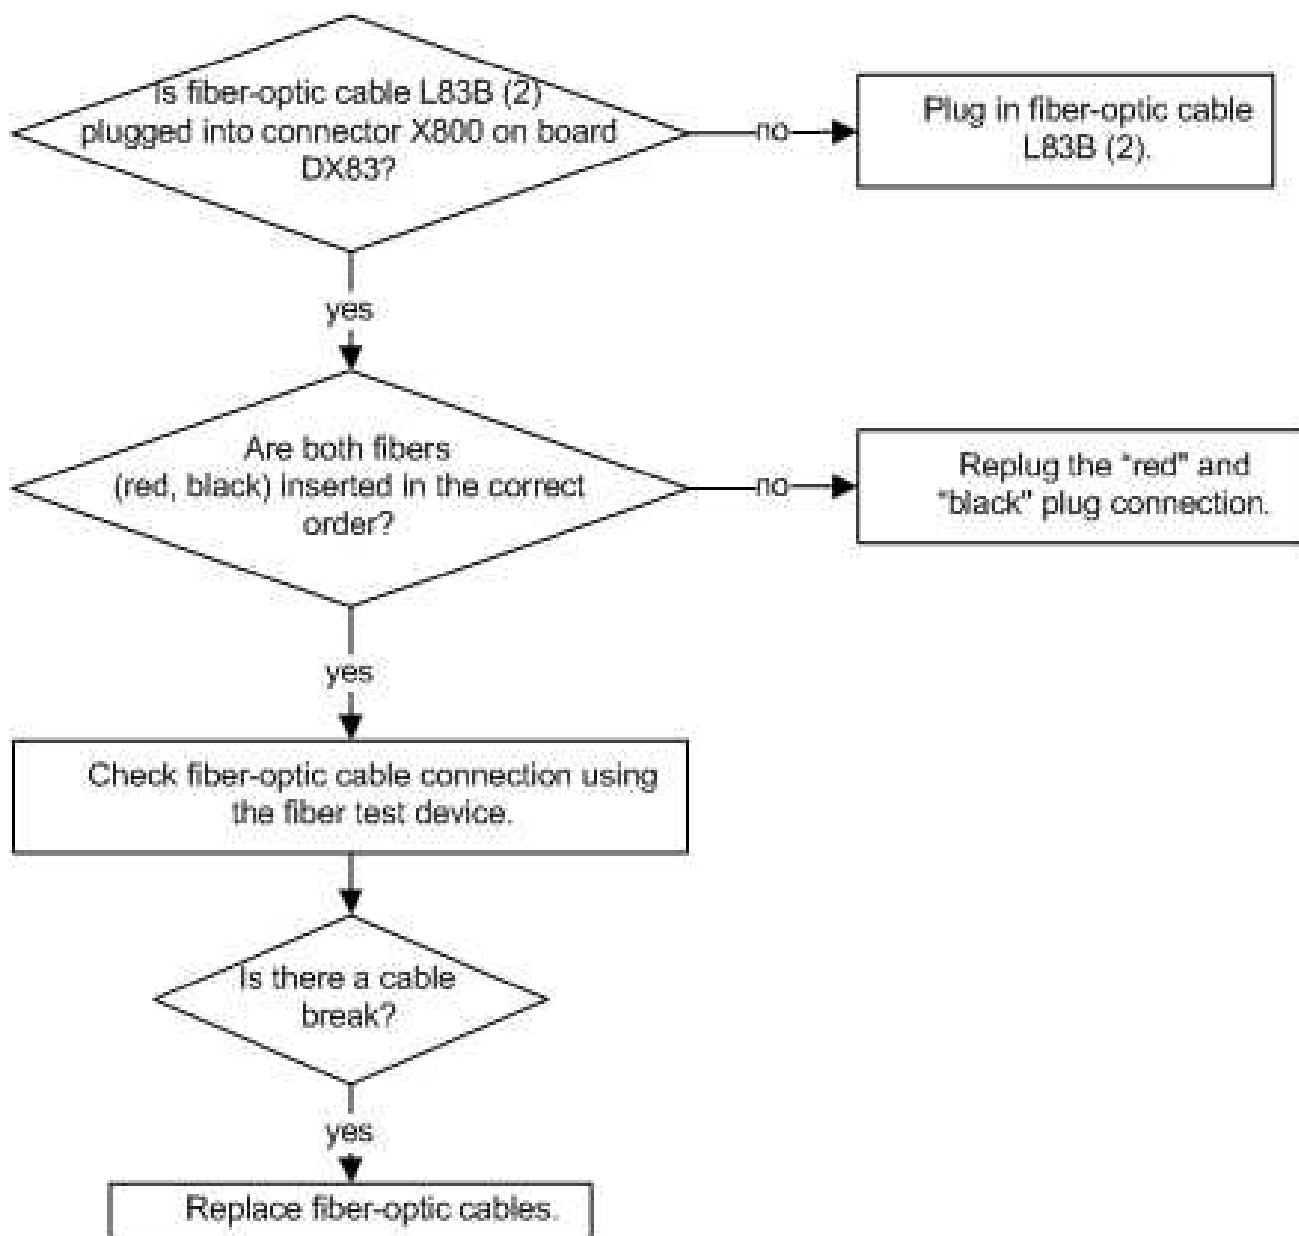 Is fiber-optic cable L83B (2)
plugged into connector X800 on board
DX83?
no
Plug in fiber-optic cable
L83B (2).
yes
Are both fibers
(red, black) inserted in the correct
order?
no
Replug the "red" and
"black" plug connection.
yes
Check fiber-optic cable connection using
the fiber test device.
Is there a cable
break?
yes
Replace fiber-optic cables.